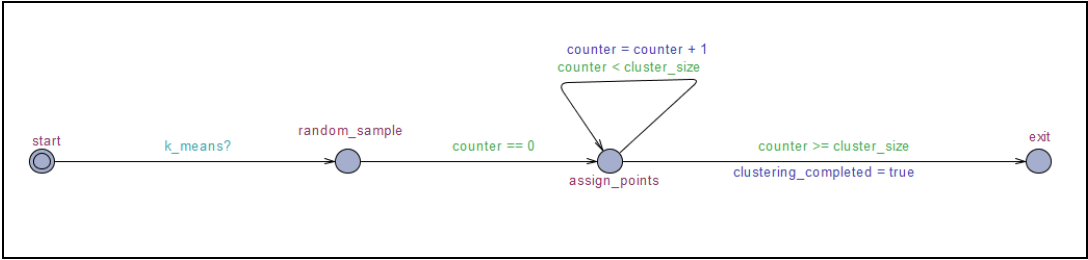 counter = counter + 1
counter < cluster_size
start
k_means?
random_sample
counter == 0
assign_points
counter >= cluster_size
clustering_completed = true
exit